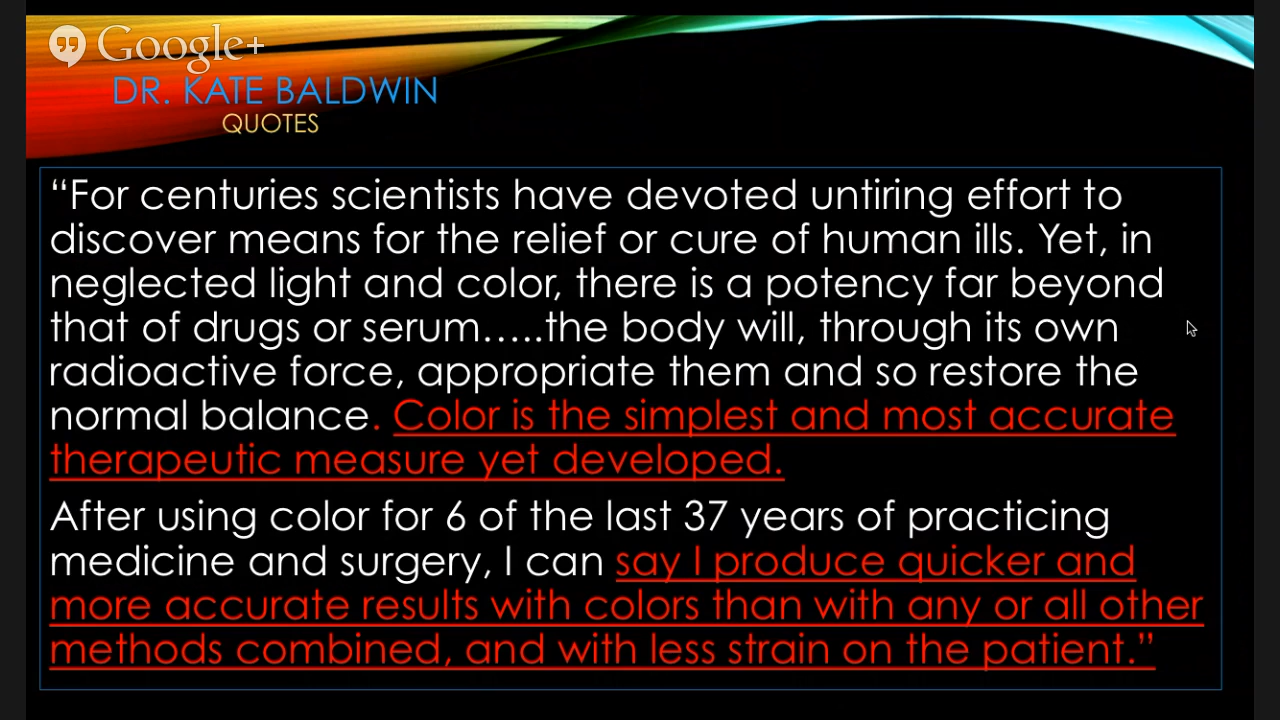 Google+
DR. KATE BALDWIN
QUOTES
“For centuries scientists have devoted untiring effort to
discover means for the relief or cure of human ills. Yet, in
neglected light and color, there is a potency far beyond
that of drugs or serum…..the body will, through its own
radioactive force, appropriate them and so restore the
normal balance. Color is the simplest and most accurate
therapeutic measure yet developed.
After using color for 6 of the last 37 years of practicing
medicine and surgery, I can say I produce quicker and
more accurate results with colors than with any or all other
methods combined, and with less strain on the patient.”